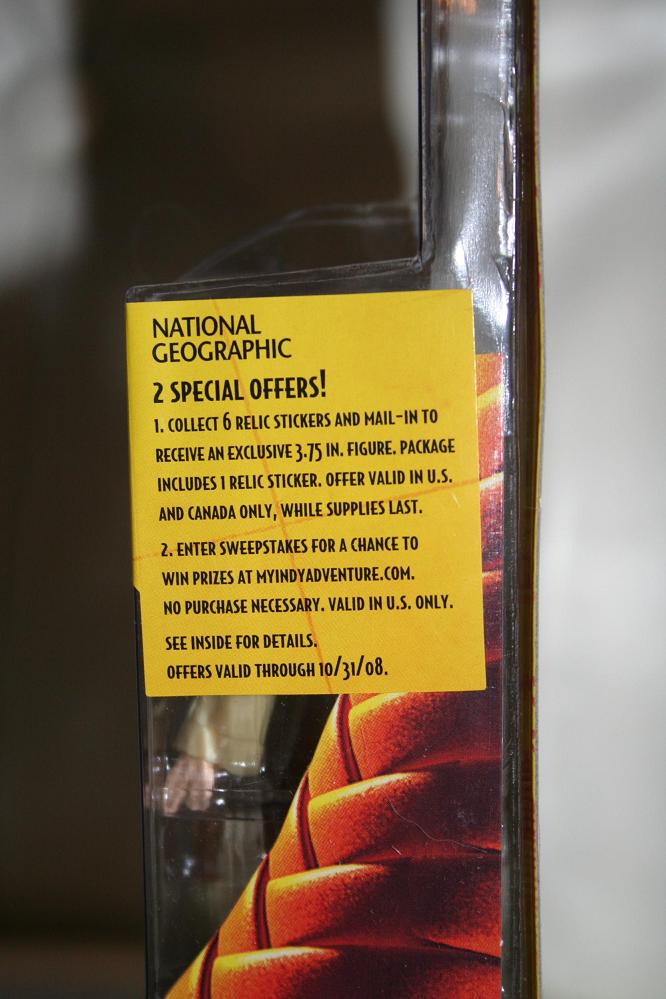 NATIONAL
GEOGRAPHIC
2 SPECIAL OFFERS!
1. COLLECT 6 RELIC STICKERS AND MAIL-IN TO
RECEIVE AN EXCLUSIVE 3.75 IN. FIGURE. PACKAGE
INCLUDES 1 RELIC STICKER. OFFER VALID IN U.S.
AND CANADA ONLY, WHILE SUPPLIES LAST.
2. ENTER SWEEPSTAKES FOR A CHANCE TO
WIN PRIZES AT MYINDYADVENTURE.COM.
NO PURCHASE NECESSARY. VALID IN U.S. ONLY.
SEE INSIDE FOR DETAILS.
OFFERS VALID THROUGH 10/31/08.